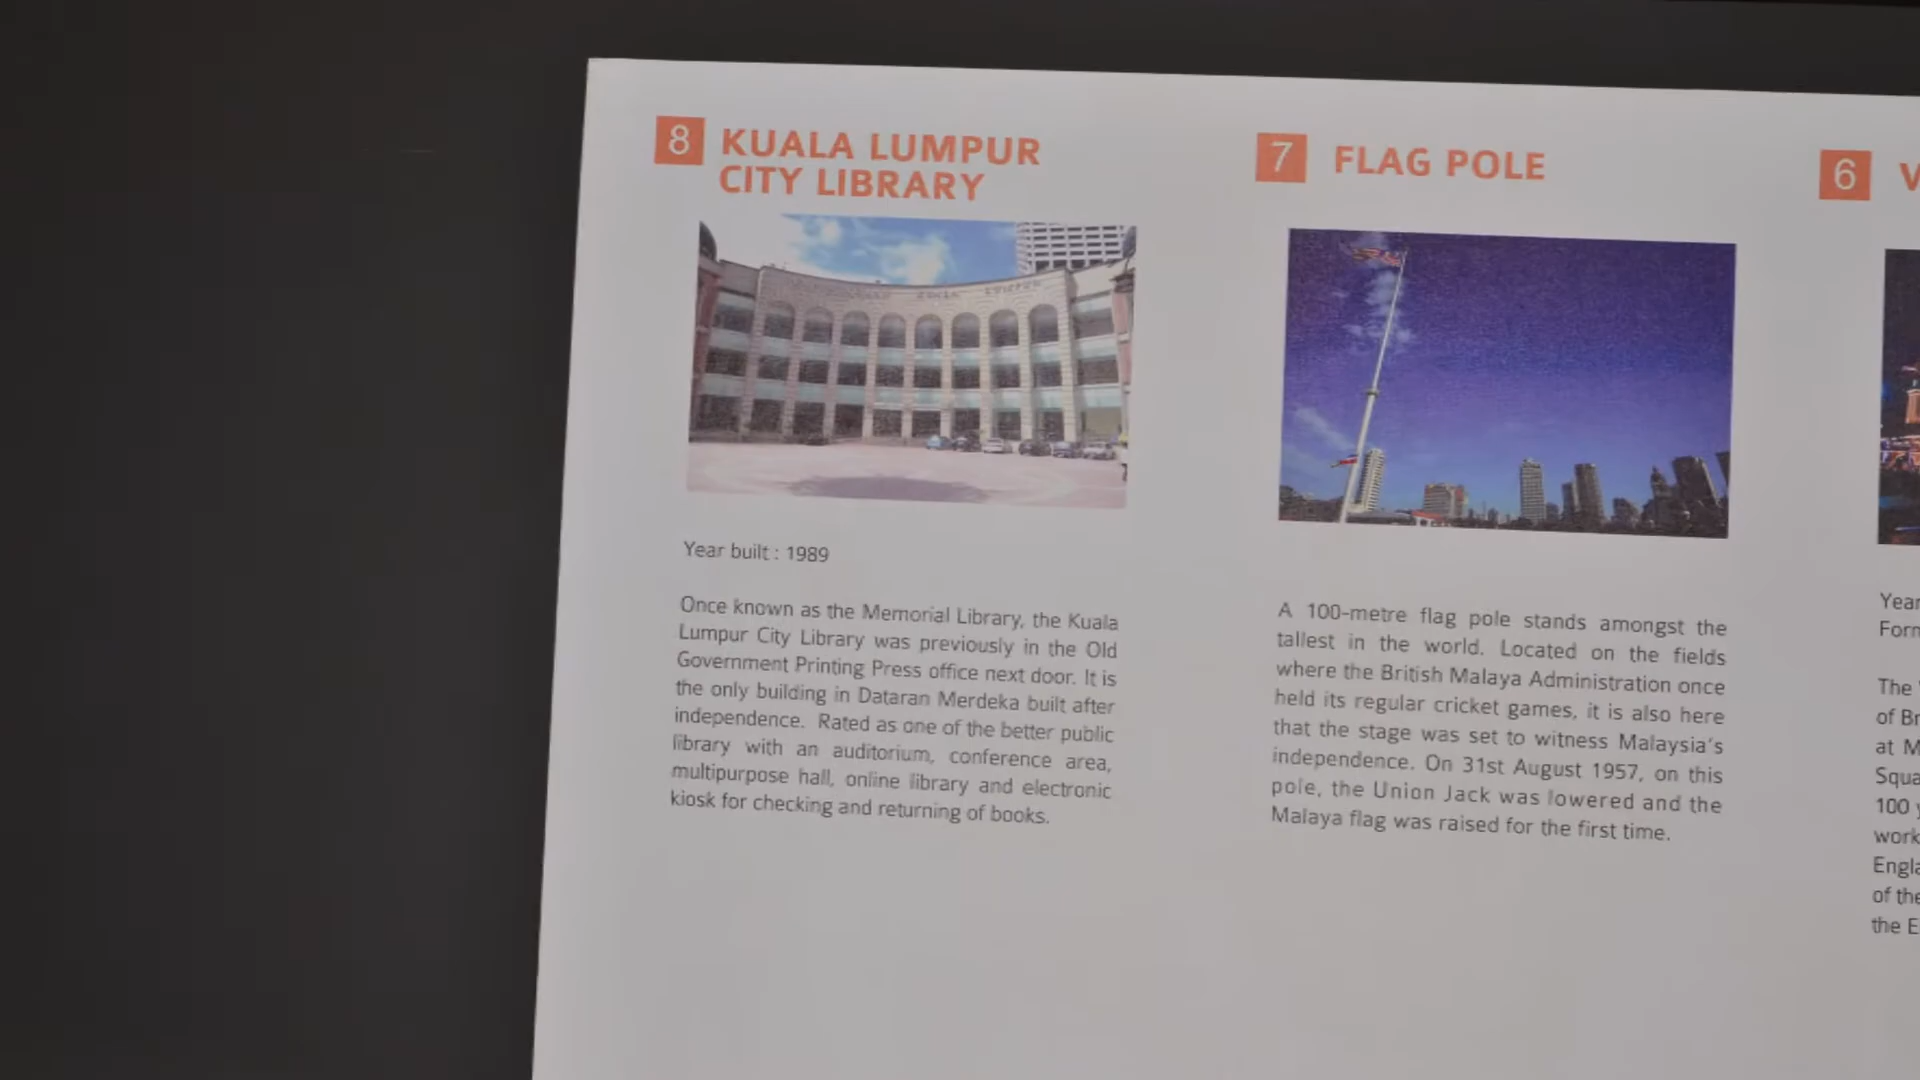 8 KUALA LUMPUR
CITY LIBRARY
Year built : 1989
Once known as the Memorial Library, the Kuala
Lumpur City Library was previously in the Old
Government Printing Press office next door. It is
the only building in Dataran Merdeka built after
independence. Rated as one of the better public
library with an auditorium, conference area,
multipurpose hall, online library and electronic
kiosk for checking and returning of books.
7 FLAG POLE
A 100-metre flag pole stands amongst the
tallest in the world. Located on the fields
where the British Malaya Administration once
held its regular cricket games, it is also here
that the stage was set to witness Malaysia's
independence. On 31st August 1957, on this
pole, the Union Jack was lowered and the
Malaya flag was raised for the first time.
6
The
at
100
work
of
the